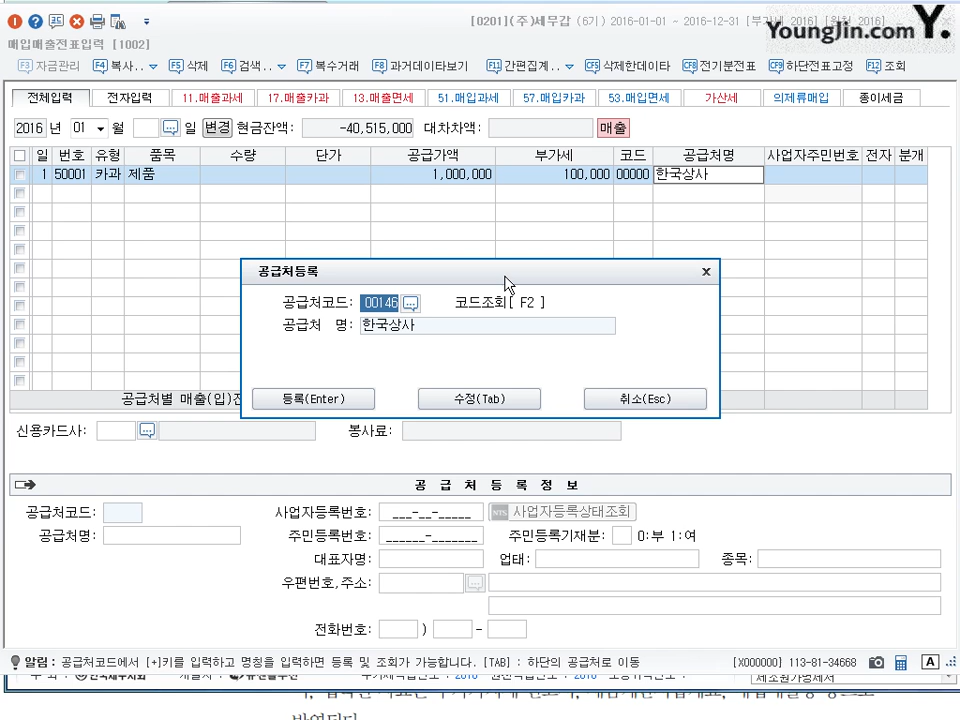 [0201](주)세무갑 (6기) 2016-01-01 ~ 2016-12-31 [부가세 2016] [원천 2016]
YoungJin.com Y.
매입매출전표입력 [1002]
F3 자금관리 F4 복사.. F5 삭제 F6 검색.. F7 복수거래 F8 과거데이타보기 F11 간편집계.. CF5 삭제한데이타 CF8 전기분전표 CF9 하단전표고정 F12 조회
전체입력 전자입력 11.매출과세 17.매출카과 13.매출면세 51.매입과세 57.매입카과 53.매입면세 가산세 의제류매입 종이세금
2016 년 01 월 일 변경 현금잔액: -40,515,000 대차차액: 매출
일 번호 유형 품목 수량 단가 공급가액 부가세 코드 공급처명 사업자주민번호 전자 분개
1 50001 카과 제품 1,000,000 100,000 00000 한국상사
공급처등록 x
공급처코드: 00146 코드조회[ F2 ]
공급처 명: 한국상사
등록(Enter) 수정(Tab) 취소(Esc)
공급처별 매출(입)전
신용카드사: 봉사료:
공 급 처 등 록 정 보
공급처코드: 사업자등록번호: ___-__-_____ NTS 사업자등록상태조회
공급처명: 주민등록번호: ______-_______ 주민등록기재분: 0:부 1:여
대표자명: 업태: 종목:
우편번호,주소:
전화번호: ) -
알림 : 공급처코드에서 [+]키를 입력하고 명칭을 입력하면 등록 및 조회가 가능합니다. [TAB] : 하단의 공급처로 이동 [X000000] 113-81-34668 A